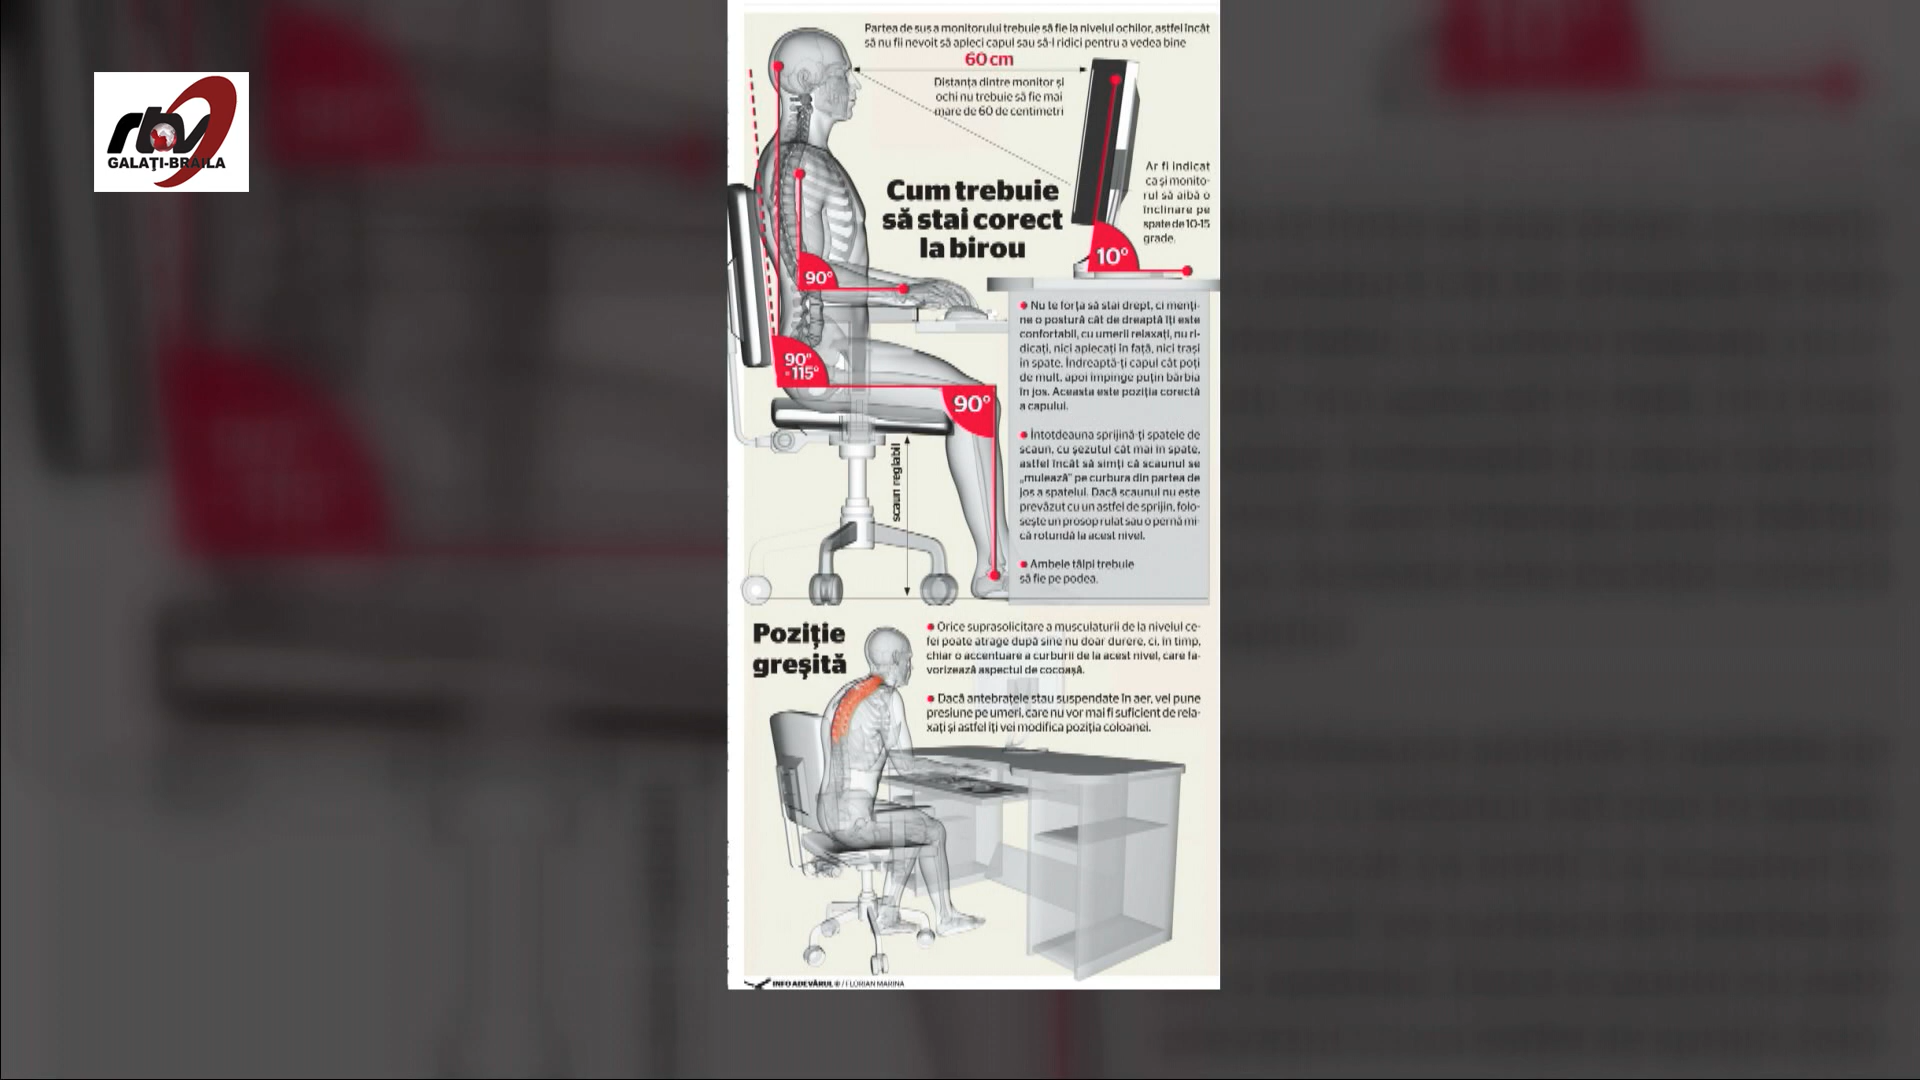 rtv
GALAŢI-BRAILA
Partea de sus a monitorului trebuie să fie la nivelul ochilor, astfel încât
să nu fii nevoit să apleci capul sau să-l ridici pentru a vedea bine
60 cm
Distanța dintre monitor și
ochi nu trebuie să fie mai
mare de 60 de centimetri
Ar fi indicat
ca și monito-
rul să aibă o
înclinare pe
spate de 10-15
grade.
Cum trebuie
să stai corect
la birou
10°
90°
90°
- 115°
90°
scaun reglabil
Nu te forța să stai drept, ci menți-
ne o postură cât de dreaptă îți este
confortabil, cu umerii relaxați, nu ri-
dicați, nici aplecați în față, nici trași
în spate. Îndreaptă-ți capul cât poți
de mult, apoi împinge puțin bărbia
în jos. Aceasta este poziția corectă
a capului.
Întotdeauna sprijină-ți spatele de
scaun, cu șezutul cât mai în spate,
astfel încât să simți că scaunul se
„mulează” pe curbura din partea de
jos a spatelui. Dacă scaunul nu este
prevăzut cu un astfel de sprijin, folo-
sește un prosop rulat sau o pernă mi-
că rotundă la acest nivel.
Ambele tălpi trebuie
să fie pe podea.
Poziție
greșită
Orice suprasolicitare a musculaturii de la nivelul ce-
fei poate atrage după sine nu doar durere, ci, în timp,
chiar o accentuare a curburii de la acest nivel, care fa-
vorizează aspectul de cocoașă.
Dacă antebrațele stau suspendate în aer, vei pune
presiune pe umeri, care nu vor mai fi suficient de rela-
xați și astfel îți vei modifica poziția coloanei.
INFO ADEVĂRUL ® / FLORIAN MARINA